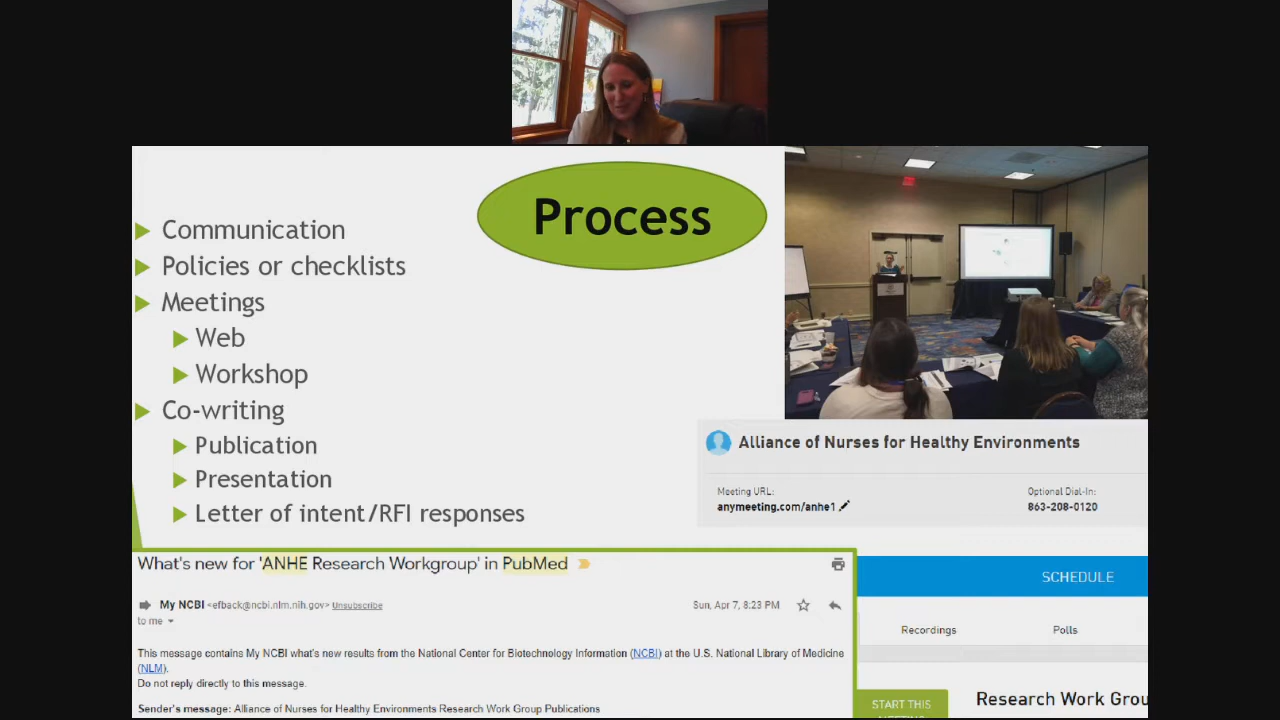 Process
Communication
Policies or checklists
Meetings
Web
Workshop
Co-writing
Publication
Presentation
Letter of intent/RFI responses
Alliance of Nurses for Healthy Environments
Meeting URL:
anymeeting.com/anhe1
Optional Dial-In:
863-208-0120
What's new for 'ANHE Research Workgroup' in PubMed
My NCBI <efback@ncbi.nlm.nih.gov> Unsubscribe
Sun, Apr 7, 8:23 PM
to me
This message contains My NCBI what's new results from the National Center for Biotechnology Information (NCBI) at the U.S. National Library of Medicine
(NLM).
Do not reply directly to this message.
Sender's message: Alliance of Nurses for Healthy Environments Research Work Group Publications
SCHEDULE
Recordings
Polls
START THIS
MEETING
Research Work Grou